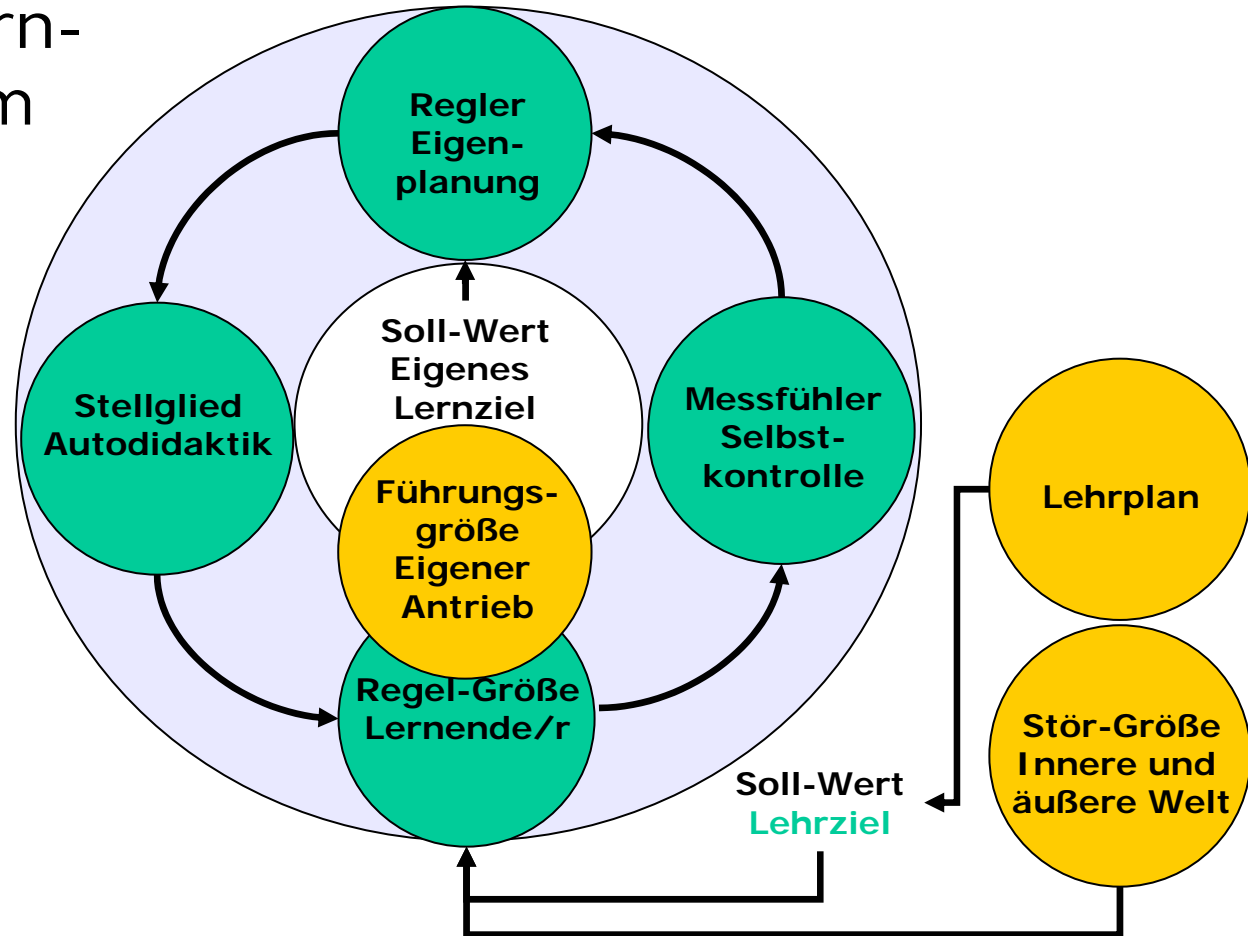 rn-
m
Regler
Eigen-
planung
Soll-Wert
Eigenes
Lernziel
Stellglied
Autodidaktik
Messfühler
Selbst-
kontrolle
Führungs-
größe
Eigener
Antrieb
Lehrplan
Regel-Größe
Lernende/r
Stör-Größe
Innere und
äußere Welt
Soll-Wert
Lehrziel